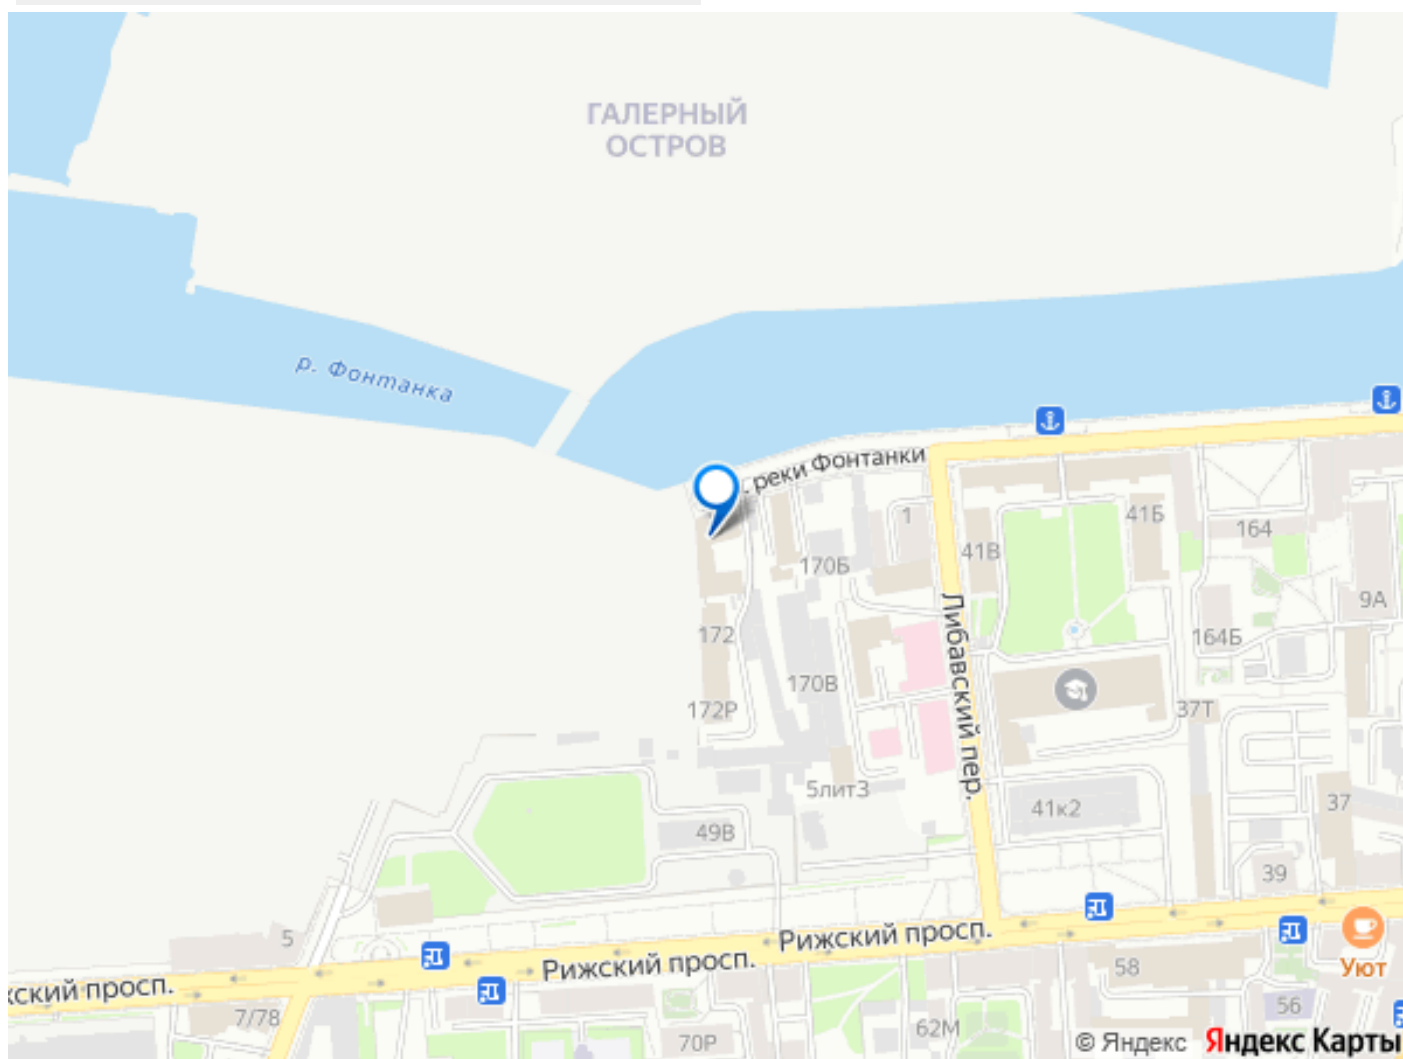 ГАЛЕРНЫЙ
ОСТРОВ
р. Фонтанка
. реки Фонтанки
1
41В
41Б
164
170Б
9А
172
Либавский пер.
164Б
170В
172Р
37Т
5лит3
41к2
37
49В
39
5
Рижский просп.
Рижский просп.
жский просп.
Уют
58
56
7/78
62М
70Р
© Яндекс Яндекс Карты